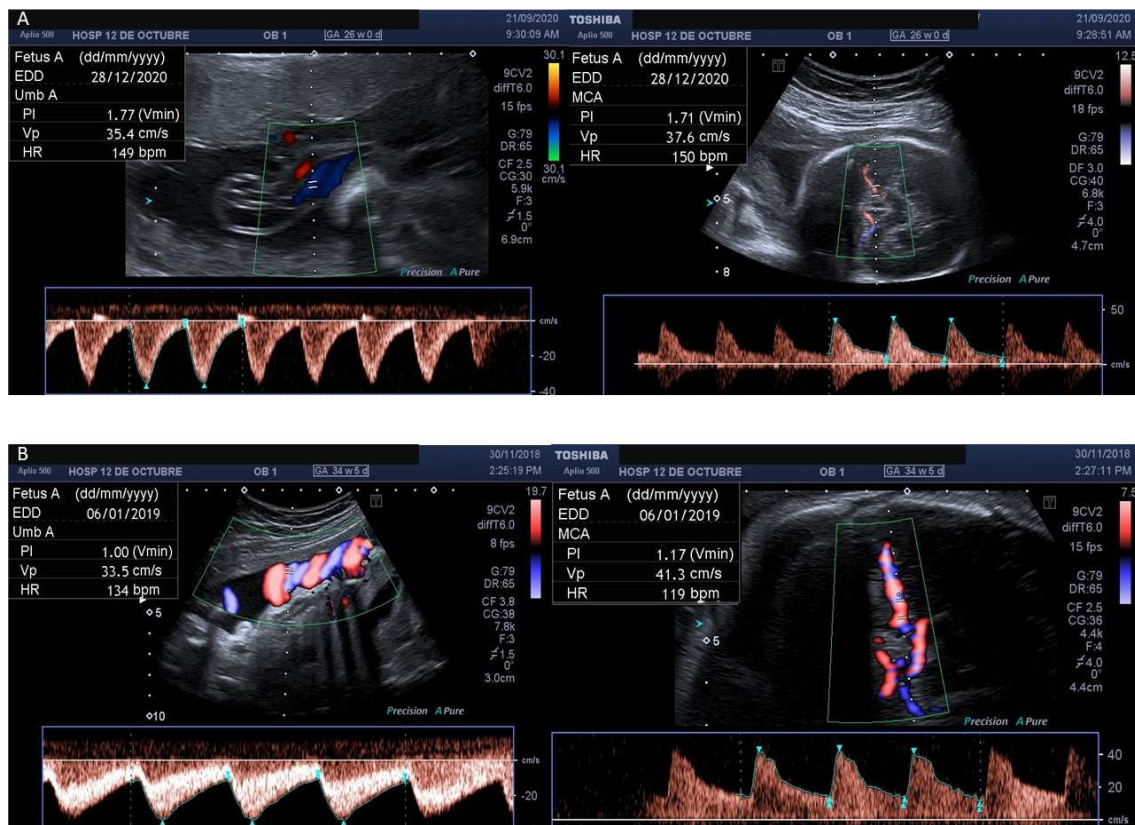 A
21/09/2020
Aplio 500 HOSP 12 DE OCTUBRE OB 1 GA 26 w 0 d 9:30:09 AM
Fetus A (dd/mm/yyyy)
EDD 28/12/2020
Umb A
PI 1.77 (Vmin)
Vp 35.4 cm/s
HR 149 bpm
30.1
30.1
cm/s
9CV2
diffT6.0
15 fps
G:79
DR:65
CF 2.5
CG:30
5.9k
F:3
1.5
0°
6.9cm
Precision A Pure
cm/s
-20
-40
TOSHIBA 21/09/2020
Aplio 500 HOSP 12 DE OCTUBRE OB 1 GA 26 w 0 d 9:28:51 AM
Fetus A (dd/mm/yyyy)
EDD 28/12/2020
MCA
PI 1.71 (Vmin)
Vp 37.6 cm/s
HR 150 bpm
T
5
8
12.5
9CV2
diffT6.0
18 fps
G:79
DR:65
DF 3.0
CG:40
6.8k
F:3
4.0
0°
4.7cm
Precision A Pure
50
cm/s
B
30/11/2018
Aplio 500 HOSP 12 DE OCTUBRE OB 1 GA 34 w 5 d 2:25:19 PM
Fetus A (dd/mm/yyyy)
EDD 06/01/2019
Umb A
PI 1.00 (Vmin)
Vp 33.5 cm/s
HR 134 bpm
T
5
10
19.7
9CV2
diffT6.0
8 fps
G:79
DR:65
CF 3.8
CG:38
7.8k
F:3
1.5
0°
3.0cm
Precision A Pure
cm/s
-20
TOSHIBA 30/11/2018
Aplio 500 HOSP 12 DE OCTUBRE OB 1 GA 34 w 5 d 2:27:11 PM
Fetus A (dd/mm/yyyy)
EDD 06/01/2019
MCA
PI 1.17 (Vmin)
Vp 41.3 cm/s
HR 119 bpm
T
5
7.5
9CV2
diffT6.0
15 fps
G:79
DR:65
CF 2.5
CG:36
4.4k
F:4
4.0
0°
4.4cm
Precision A Pure
40
20
cm/s